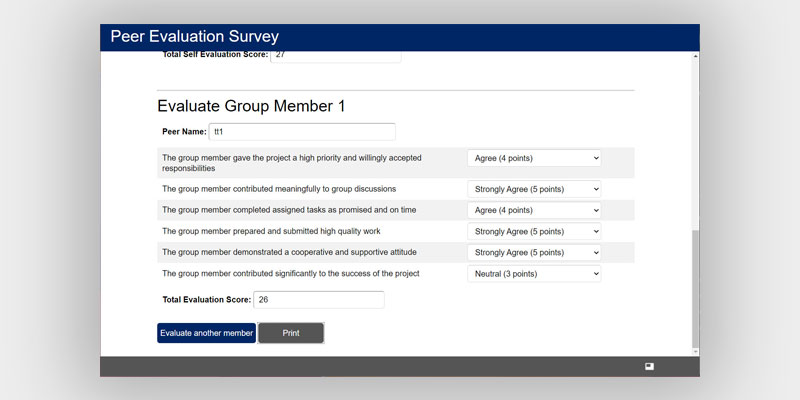 Peer Evaluation Survey
Total Self Evaluation Score: 27
Evaluate Group Member 1
Peer Name: tt1
The group member gave the project a high priority and willingly accepted
responsibilities
Agree (4 points)
The group member contributed meaningfully to group discussions
Strongly Agree (5 points)
The group member completed assigned tasks as promised and on time
Agree (4 points)
The group member prepared and submitted high quality work
Strongly Agree (5 points)
The group member demonstrated a cooperative and supportive attitude
Strongly Agree (5 points)
The group member contributed significantly to the success of the project
Neutral (3 points)
Total Evaluation Score: 26
Evaluate another member
Print